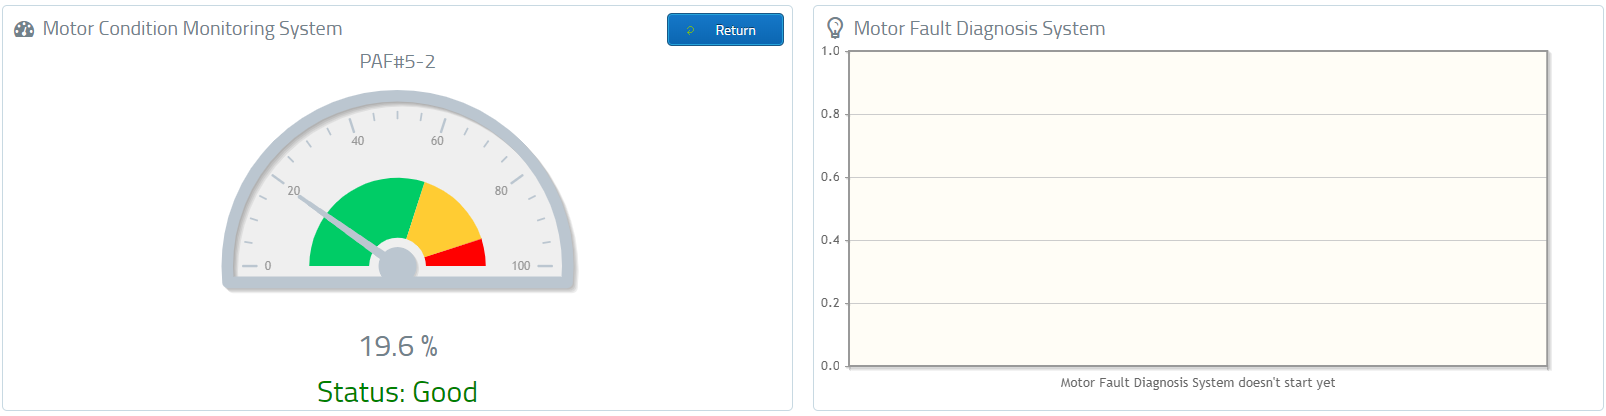 Motor Condition Monitoring System
Return
PAF#5-2
0
20
40
60
80
100
19.6 %
Status: Good
Motor Fault Diagnosis System
1.0
0.8
0.6
0.4
0.2
0.0
Motor Fault Diagnosis System doesn't start yet